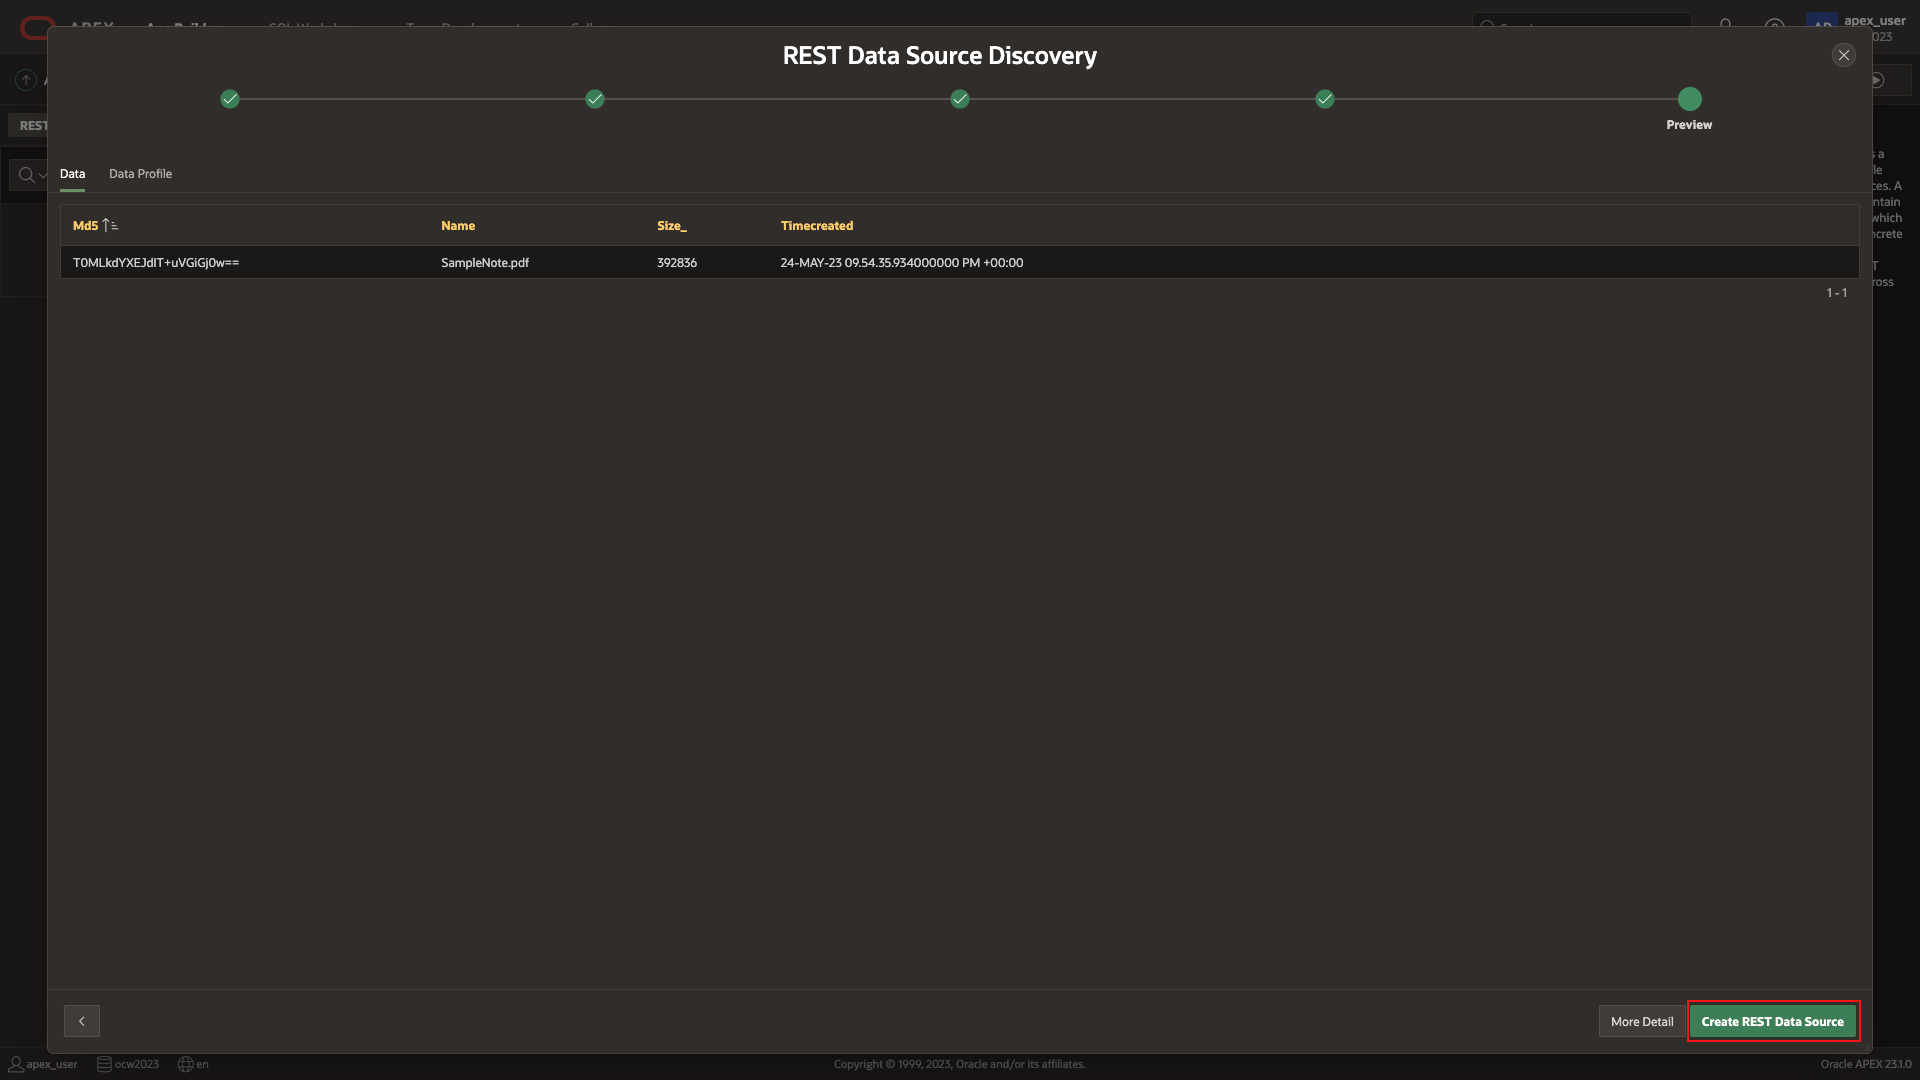 apex_user
REST Data Source Discovery
2023
Preview
REST
Data
Data Profile
Md5
Name
Size_
Timecreated
T0MLkdYXEJdIT+uVGiGj0w==
SampleNote.pdf
392836
24-MAY-23 09.54.35.934000000 PM +00:00
1 - 1
More Detail
Create REST Data Source
apex_user
ocw2023
en
Copyright © 1999, 2023, Oracle and/or its affiliates.
Oracle APEX 23.1.0